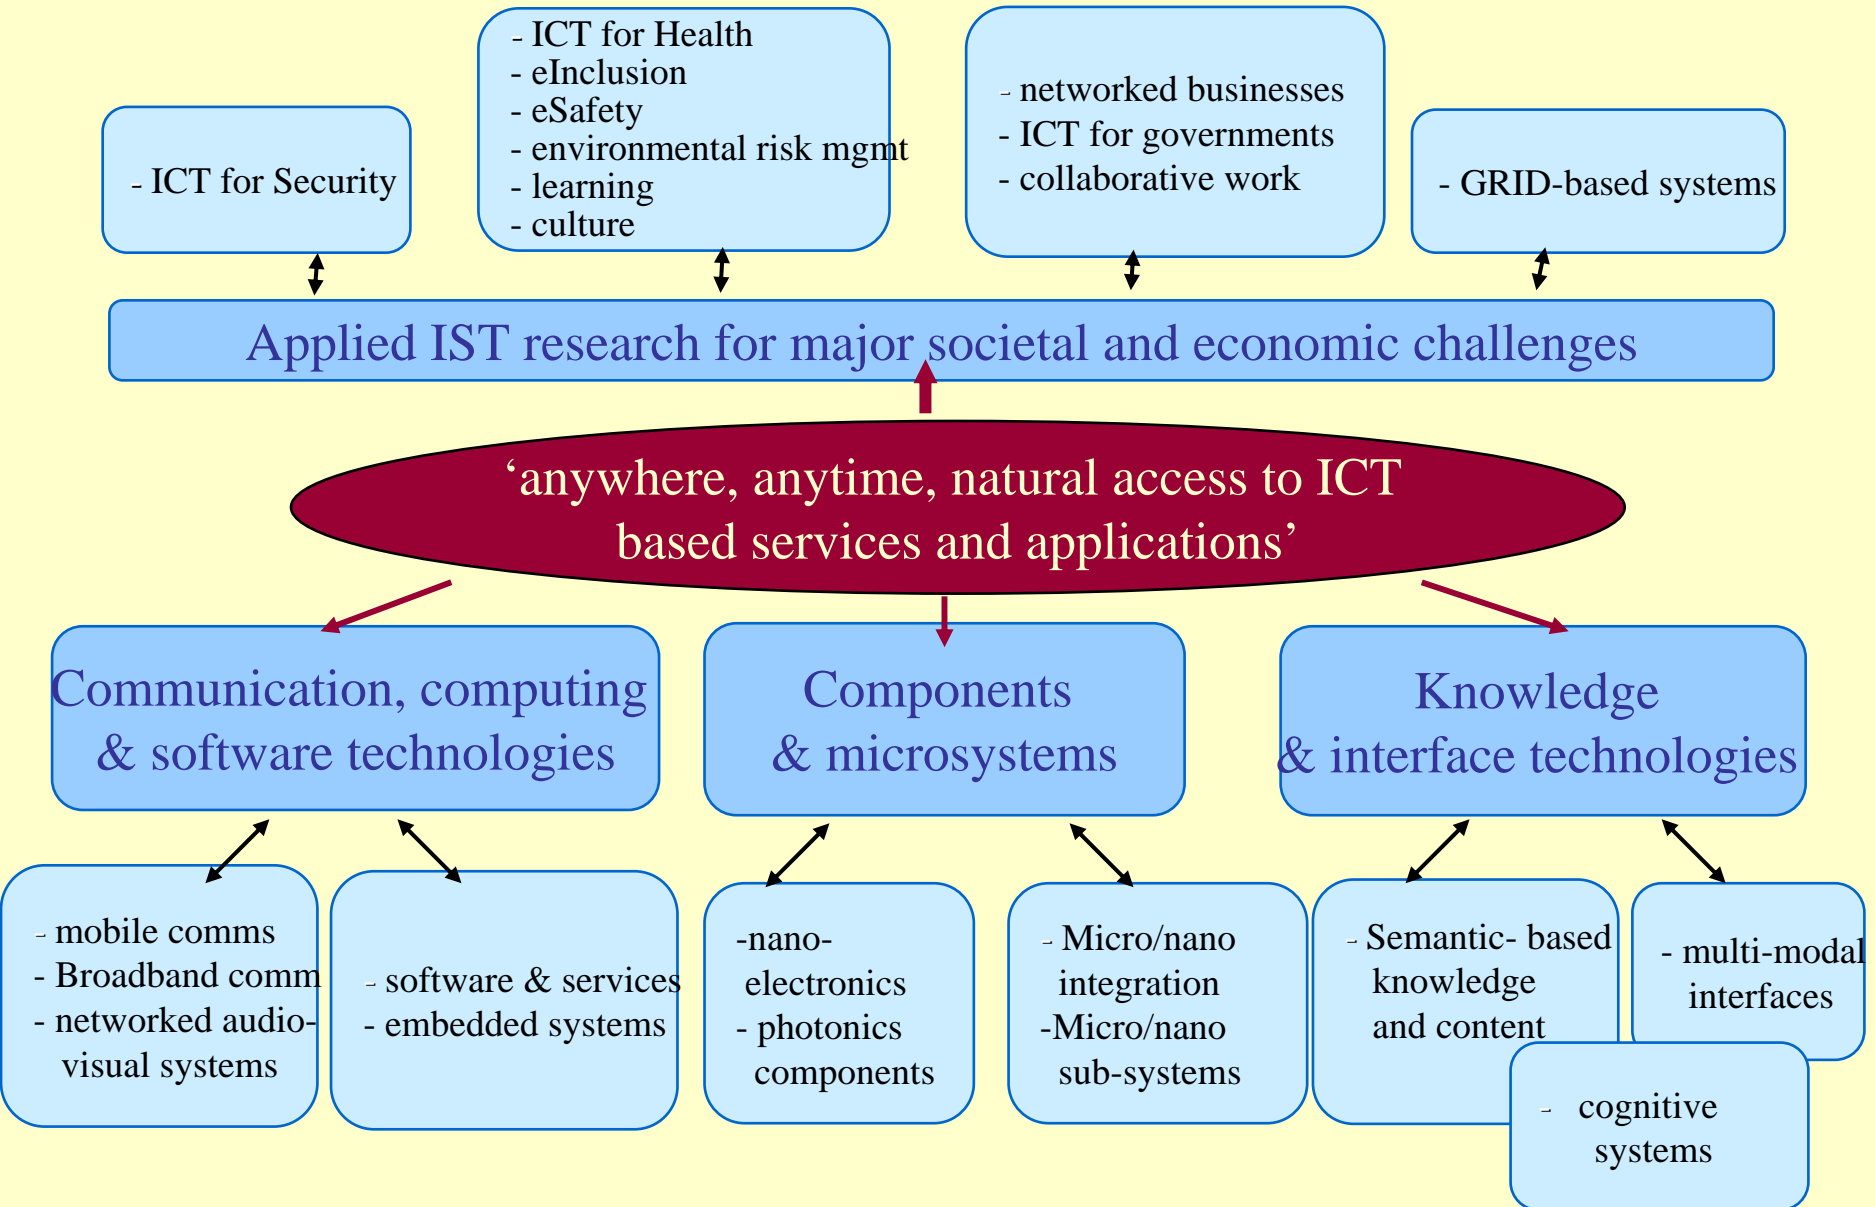 - ICT for Security
- ICT for Health
- eInclusion
- eSafety
- environmental risk mgmt
- learning
- culture
- networked businesses
- ICT for governments
- collaborative work
- GRID-based systems
Applied IST research for major societal and economic challenges
‘anywhere, anytime, natural access to ICT
based services and applications’
Communication, computing
& software technologies
Components
& microsystems
Knowledge
& interface technologies
- mobile comms
- Broadband comm
- networked audio-
visual systems
- software & services
- embedded systems
-nano-
electronics
- photonics
components
- Micro/nano
integration
-Micro/nano
sub-systems
- Semantic- based
knowledge
and content
- multi-modal
interfaces
- cognitive
systems